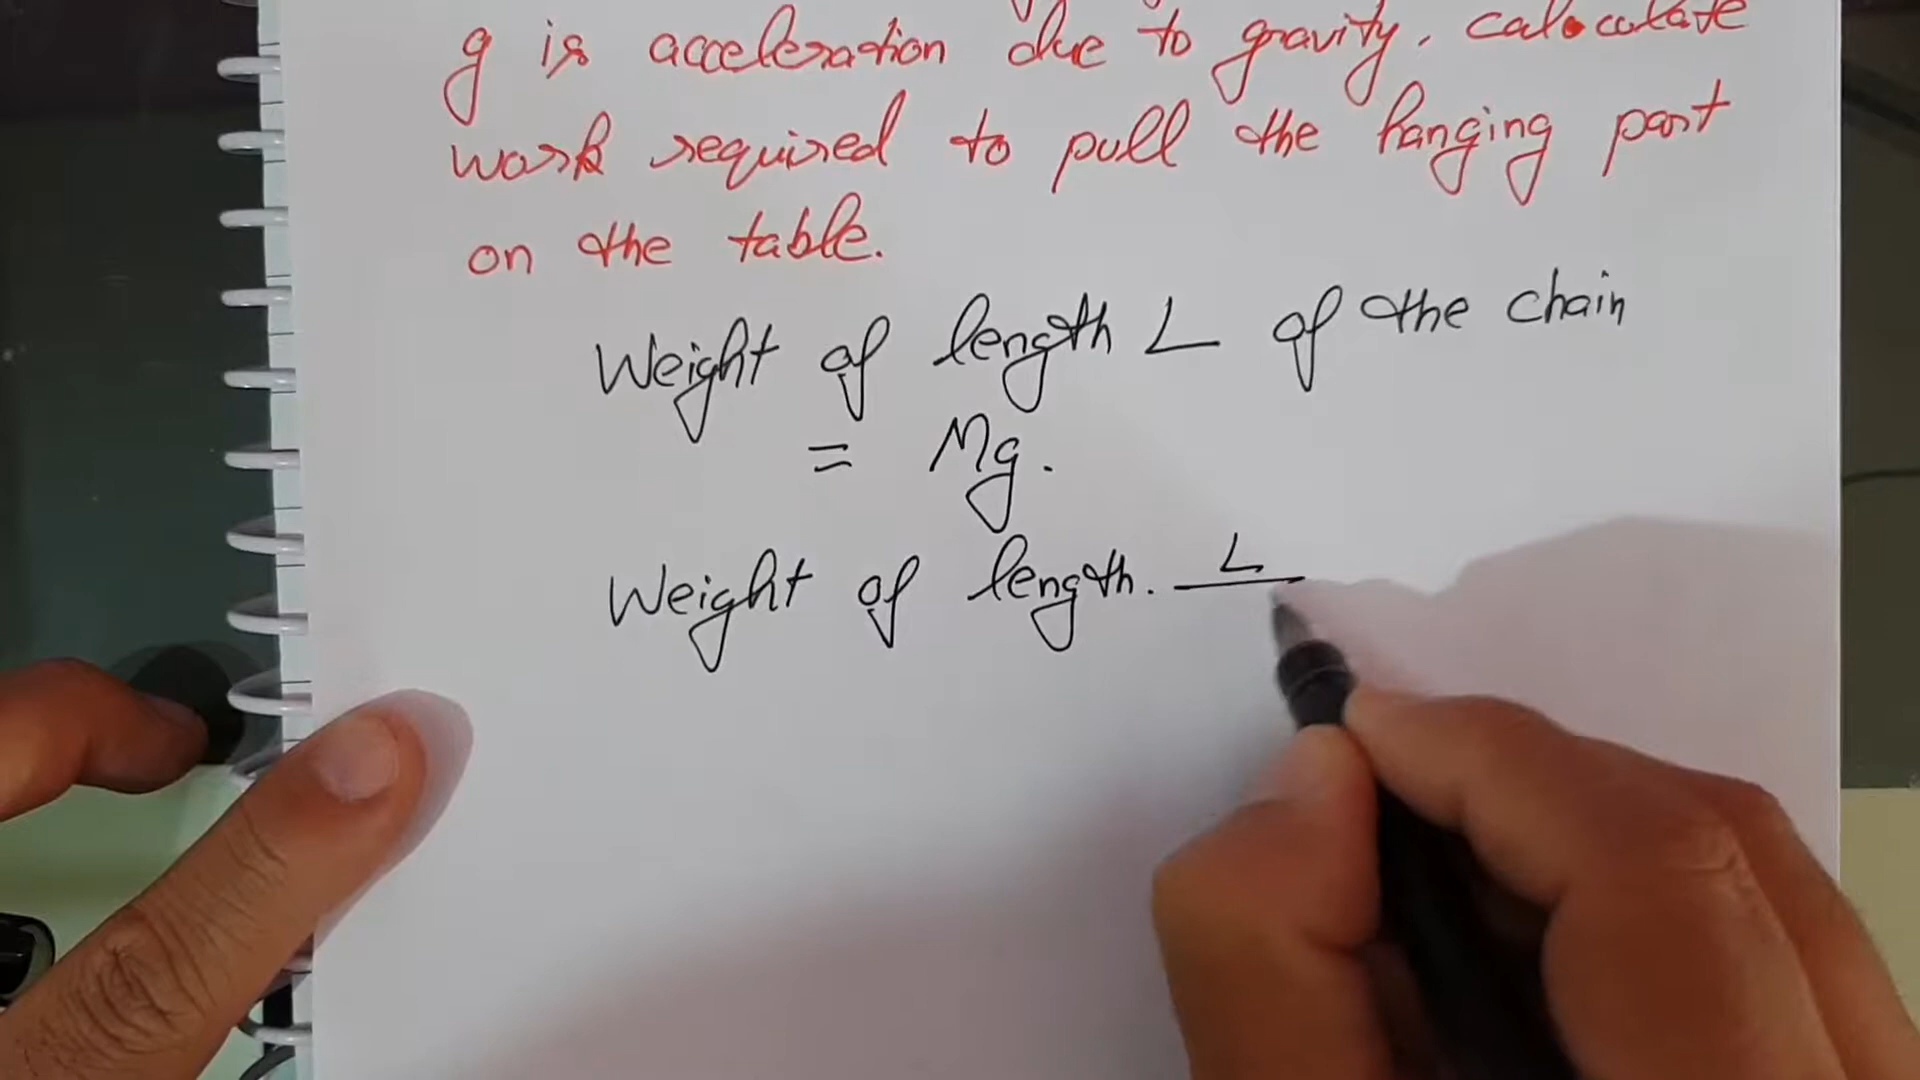 g is acceleration due to gravity, calculate
work required to pull the hanging part
on the table.
Weight of length L of the chain
= Mg.
Weight of length. L